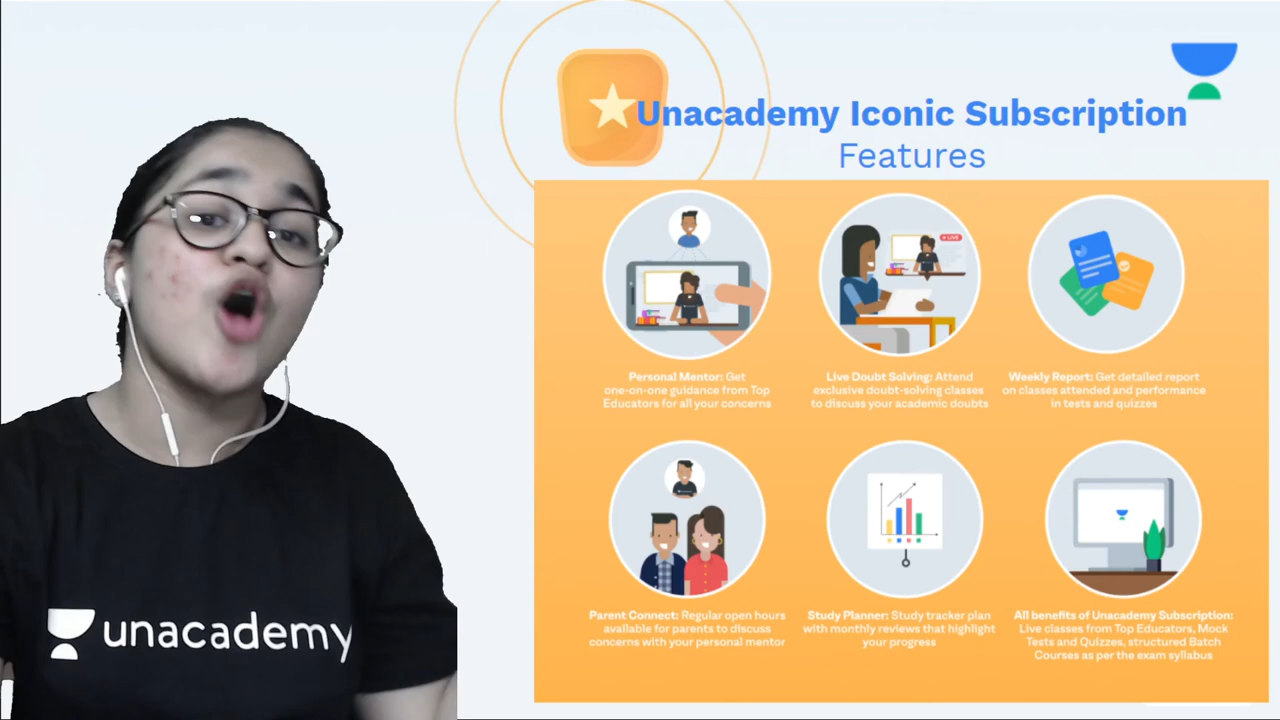 Unacademy Iconic Subscription
Features
LIVE
Personal Mentor: Get
one-on-one guidance from Top
Educators for all your concerns
Live Doubt Solving: Attend
exclusive doubt-solving classes
to discuss your academic doubts
Weekly Report: Get detailed report
on classes attended and performance
in tests and quizzes
Parent Connect: Regular open hours
available for parents to discuss
concerns with your personal mentor
Study Planner: Study tracker plan
with monthly reviews that highlight
your progress
All benefits of Unacademy Subscription:
Live classes from Top Educators, Mock
Tests and Quizzes, structured Batch
Courses as per the exam syllabus
unacademy